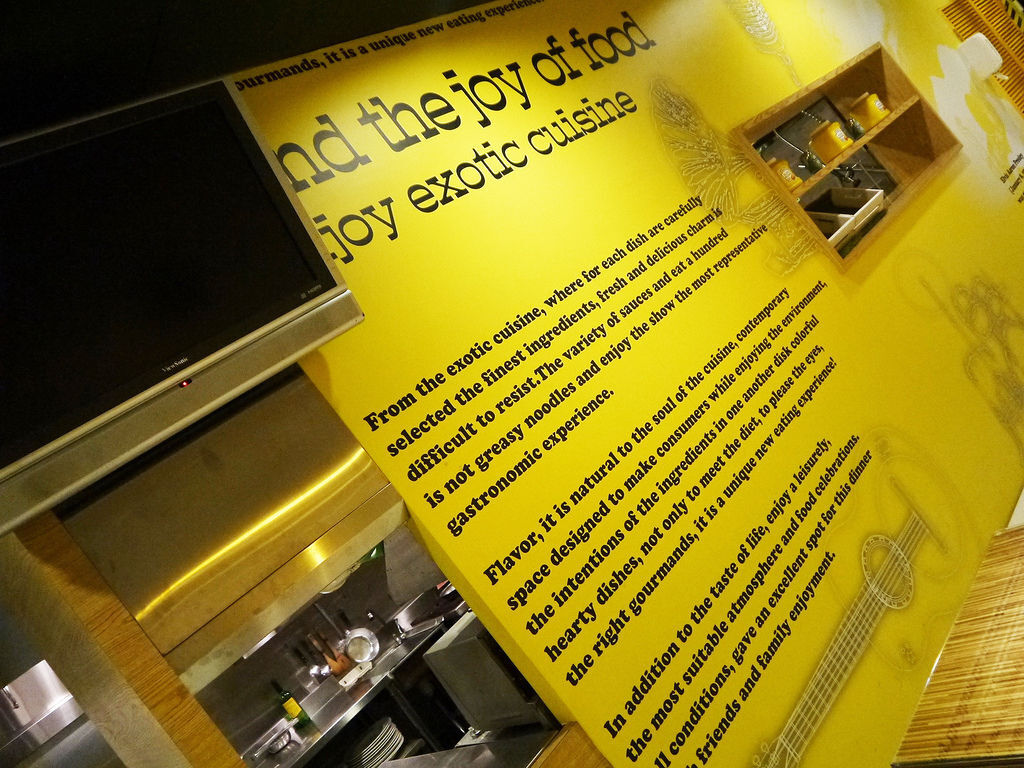 ourmands, it is a unique new eating experience.
nd the joy of food
joy exotic cuisine
From the exotic cuisine, where for each dish are carefully
selected the finest ingredients, fresh and delicious charm is
difficult to resist. The variety of sauces and eat a hundred
is not greasy noodles and enjoy the show the most representative
gastronomic experience.
Flavor, it is natural to the soul of the cuisine, contemporary
space designed to make consumers while enjoying the environment,
the intentions of the ingredients in one another disk colorful
hearty dishes, not only to meet the diet, to please the eyes,
the right gourmands, it is a unique new eating experience!
In addition to the taste of life, enjoy a leisurely,
the most suitable atmosphere and food celebrations.
ll conditions, gave an excellent spot for this dinner
h friends and family enjoyment.
ViewSonic